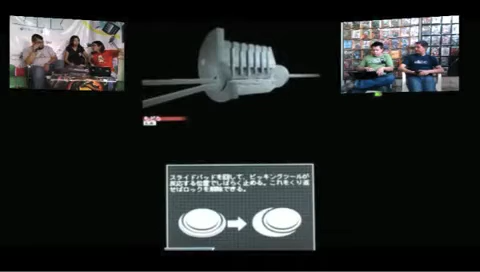 スライドパッドを回して、ピッキングツールが
反応する位置でしばらく止める。これをくり返
せばロックを解除できる。